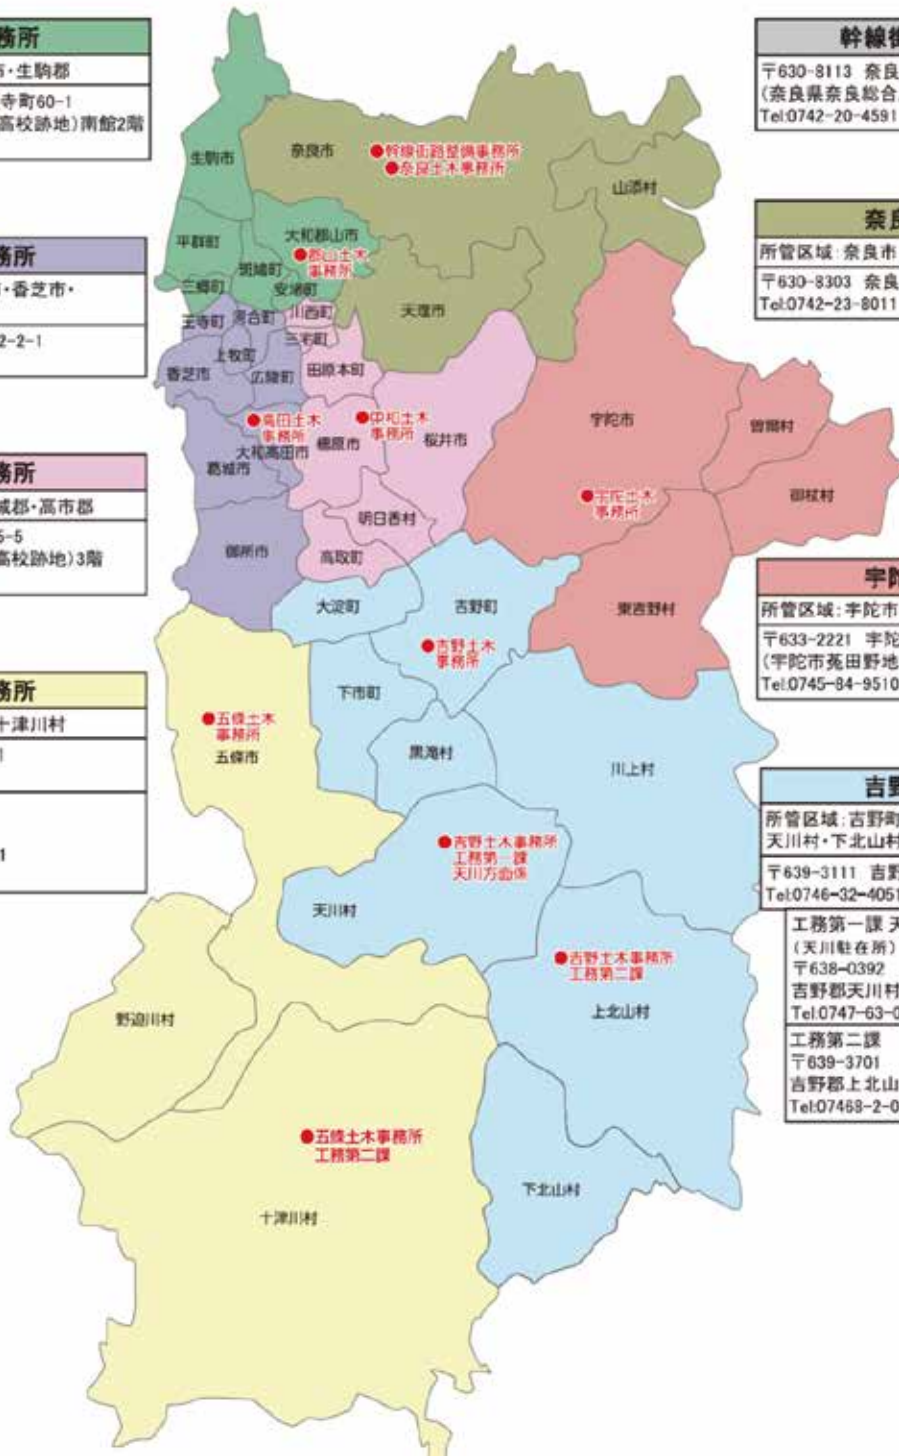 務所
市・生駒郡
寺町60-1
高校跡地)南館2階
務所
・香芝市・
2-2-1
務所
城郡・高市郡
5-5
高校跡地)3階
務所
十津川村
1
幹線街
〒630-8113 奈良
(奈良県奈良総合
Tel:0742-20-4591
奈良
所管区域:奈良市
〒630-8303 奈良
Tel:0742-23-8011
宇陀
所管区域:宇陀市
〒633-2221 宇陀
(宇陀市菟田野地
Tel:0745-84-9510
吉野
所管区域:吉野町
天川村・下北山村
〒639-3111 吉野
Tel:0746-32-4051
工務第一課 天
(天川駐在所)
〒638-0392
吉野郡天川村
Tel:0747-63-0
工務第二課
〒639-3701
吉野郡上北山
Tel:07468-2-0
生駒市
奈良市
●幹線街路整備事務所
●奈良土木事務所
山添村
平群町
大和郡山市
●郡山土木
事務所
斑鳩町
三郷町
安堵町
天理市
王寺町
河合町
川西町
三宅町
上牧町
香芝市
広陵町
田原本町
●高田土木
事務所
大和高田市
●中和土木
事務所
橿原市
桜井市
葛城市
宇陀市
曽爾村
●宇陀土木
事務所
御杖村
明日香村
御所市
高取町
大淀町
吉野町
東吉野村
●吉野土木
事務所
下市町
●五條土木
事務所
五條市
黒滝村
川上村
●吉野土木事務所
工務第一課
天川方面係
天川村
●吉野土木事務所
工務第二課
上北山村
野迫川村
●五條土木事務所
工務第二課
下北山村
十津川村